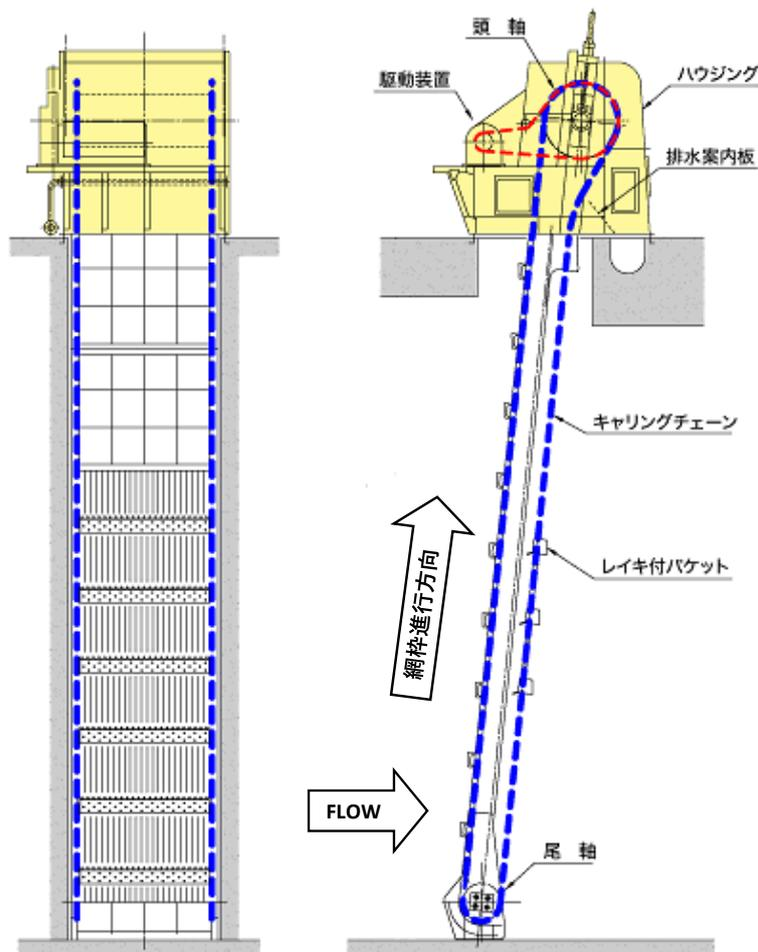 頭 軸
駆動装置
ハウジング
排水案内板
キャリングチェーン
レイキ付バケット
網枠進行方向
FLOW
尾 軸